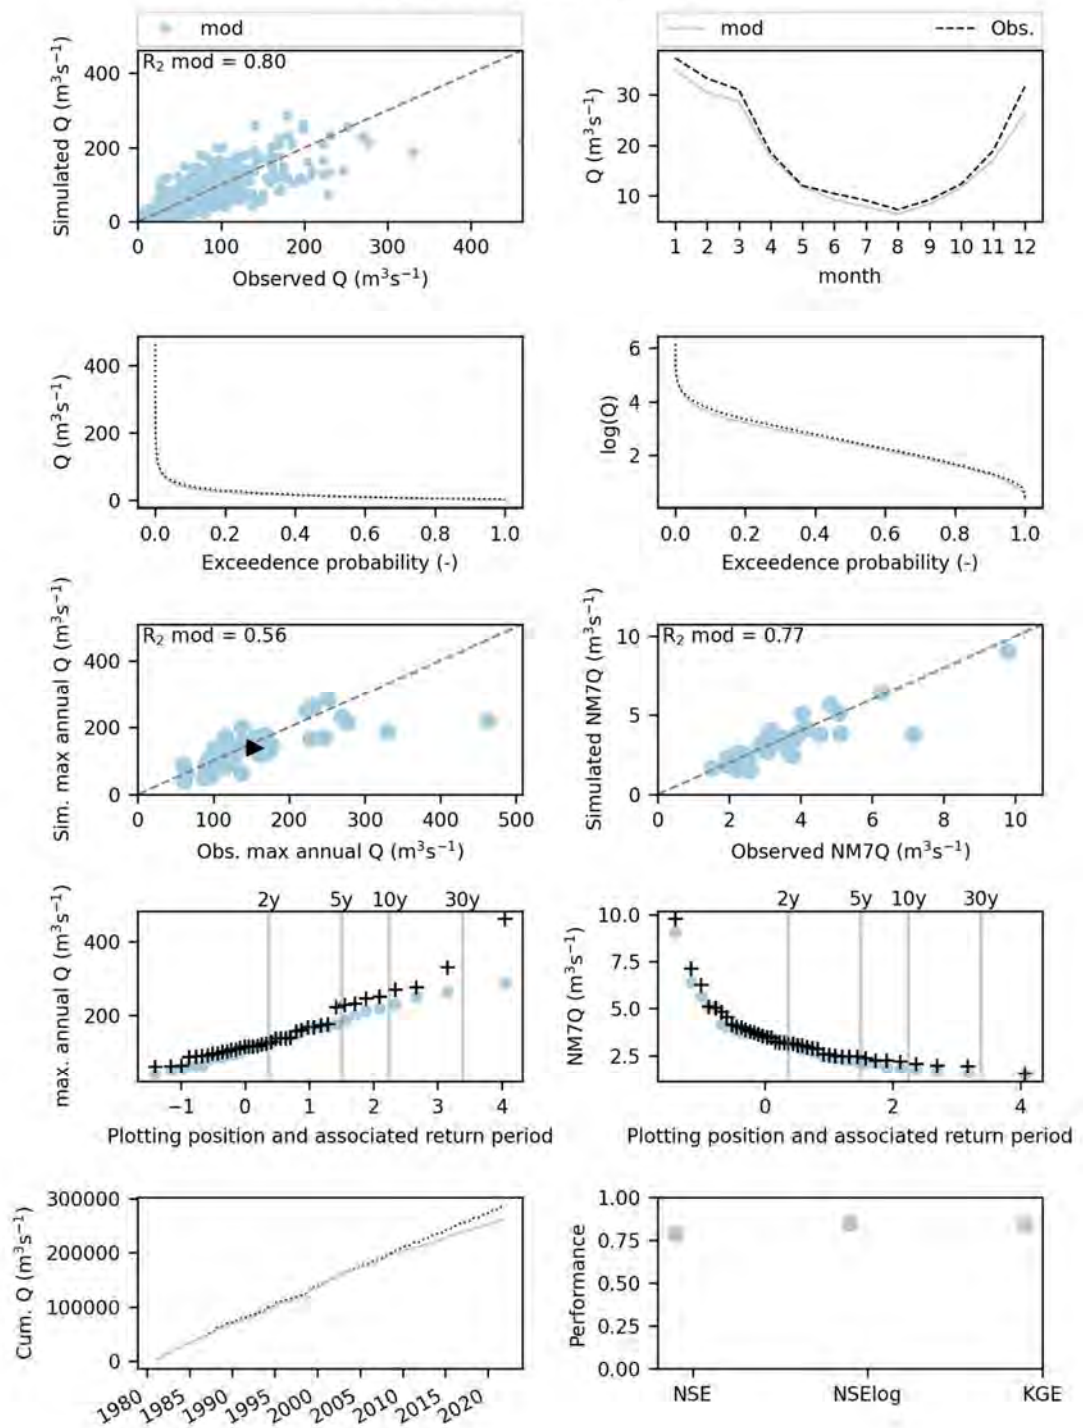 mod
mod Obs.
R₂ mod = 0.80
Simulated Q (m³s⁻¹)
400
200
0
0 100 200 300 400
Observed Q (m³s⁻¹)
Q (m³s⁻¹)
30
20
10
1 2 3 4 5 6 7 8 9 10 11 12
month
Q (m³s⁻¹)
400
200
0
0.0 0.2 0.4 0.6 0.8 1.0
Exceedence probability (-)
log(Q)
6
4
2
0.0 0.2 0.4 0.6 0.8 1.0
Exceedence probability (-)
R₂ mod = 0.56
Sim. max annual Q (m³s⁻¹)
400
200
0
0 100 200 300 400 500
Obs. max annual Q (m³s⁻¹)
R₂ mod = 0.77
Simulated NM7Q (m³s⁻¹)
10
5
0
0 2 4 6 8 10
Observed NM7Q (m³s⁻¹)
2y 5y 10y 30y
max. annual Q (m³s⁻¹)
400
200
−1 0 1 2 3 4
Plotting position and associated return period
2y 5y 10y 30y
NM7Q (m³s⁻¹)
10.0
7.5
5.0
2.5
0 2 4
Plotting position and associated return period
Cum. Q (m³s⁻¹)
300000
200000
100000
0
1980 1985 1990 1995 2000 2005 2010 2015 2020
Performance
1.00
0.75
0.50
0.25
0.00
NSE NSElog KGE